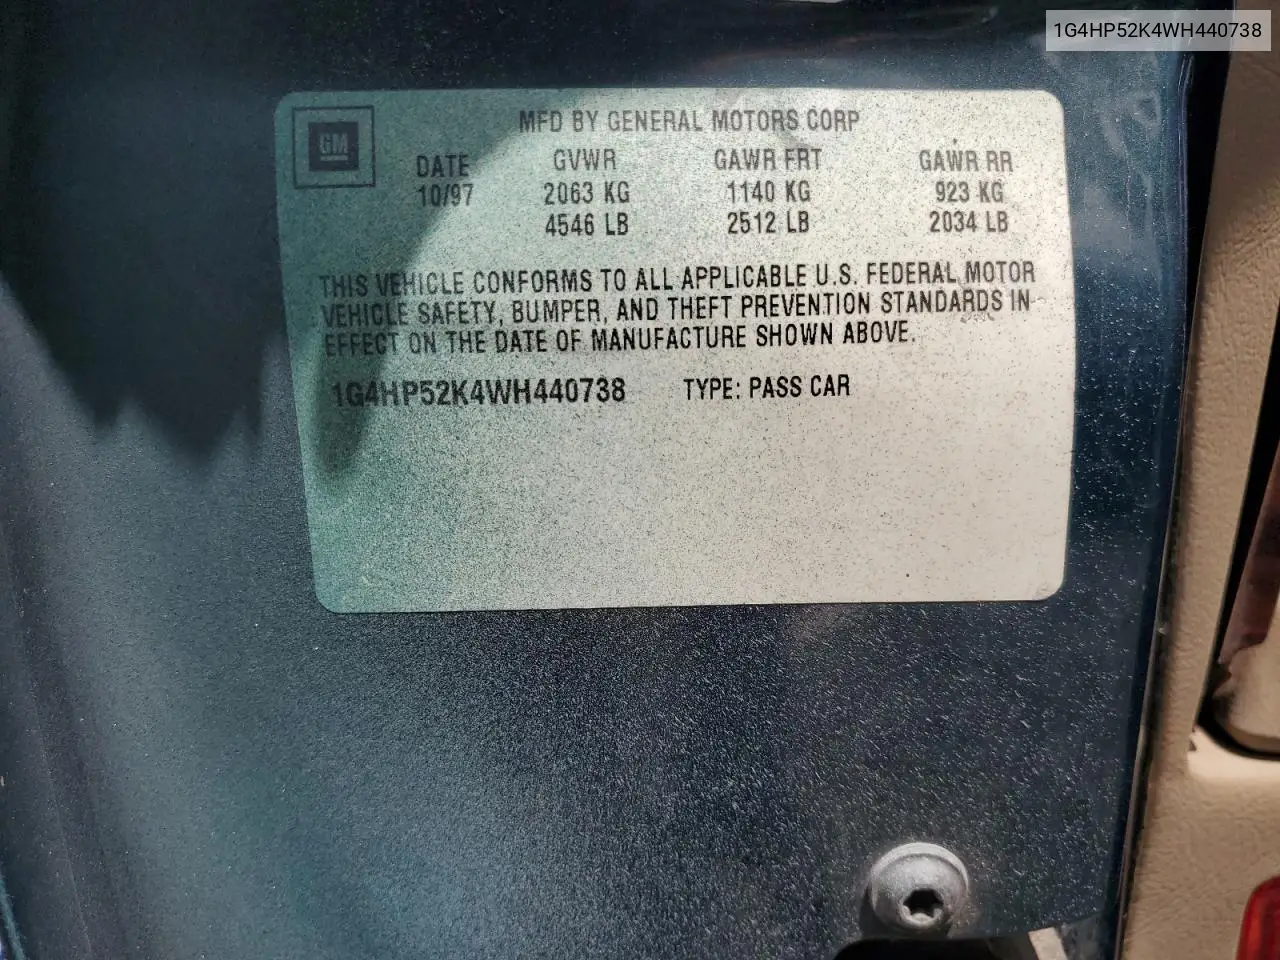 1G4HP52K4WH440738
GM
MFD BY GENERAL MOTORS CORP
DATE GVWR GAWR FRT GAWR RR
10/97 2063 KG 1140 KG 923 KG
4546 LB 2512 LB 2034 LB
THIS VEHICLE CONFORMS TO ALL APPLICABLE U.S. FEDERAL MOTOR
VEHICLE SAFETY, BUMPER, AND THEFT PREVENTION STANDARDS IN
EFFECT ON THE DATE OF MANUFACTURE SHOWN ABOVE.
1G4HP52K4WH440738 TYPE: PASS CAR